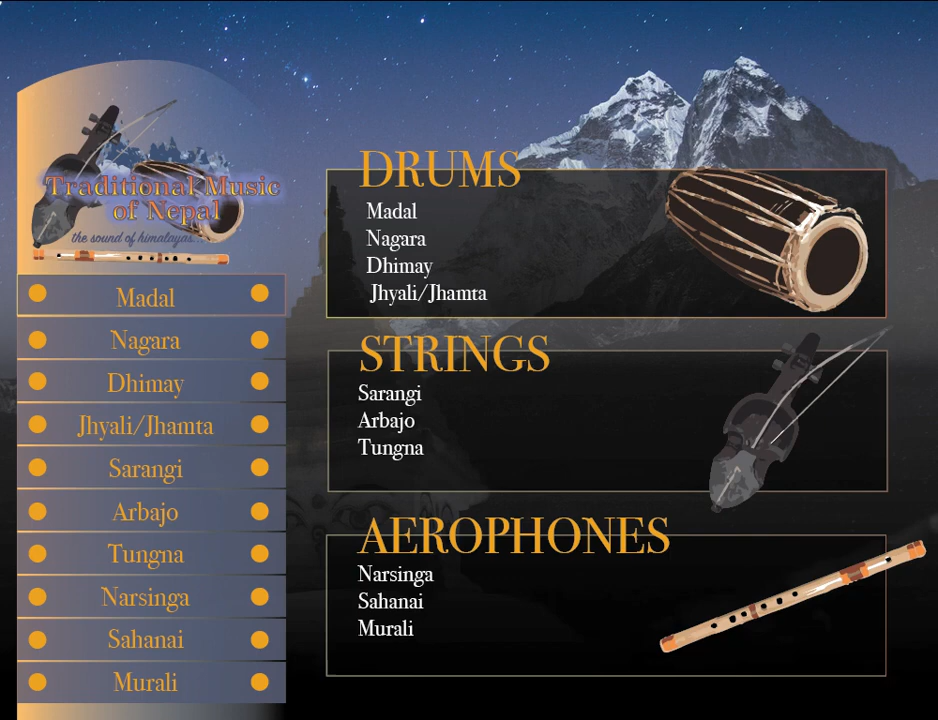 Traditional Music
of Nepal
the sound of himalayas...
Madal
Nagara
Dhimay
Jhyali/Jhamta
Sarangi
Arbajo
Tungna
Narsinga
Sahanai
Murali
DRUMS
Madal
Nagara
Dhimay
Jhyali/Jhamta
STRINGS
Sarangi
Arbajo
Tungna
AEROPHONES
Narsinga
Sahanai
Murali